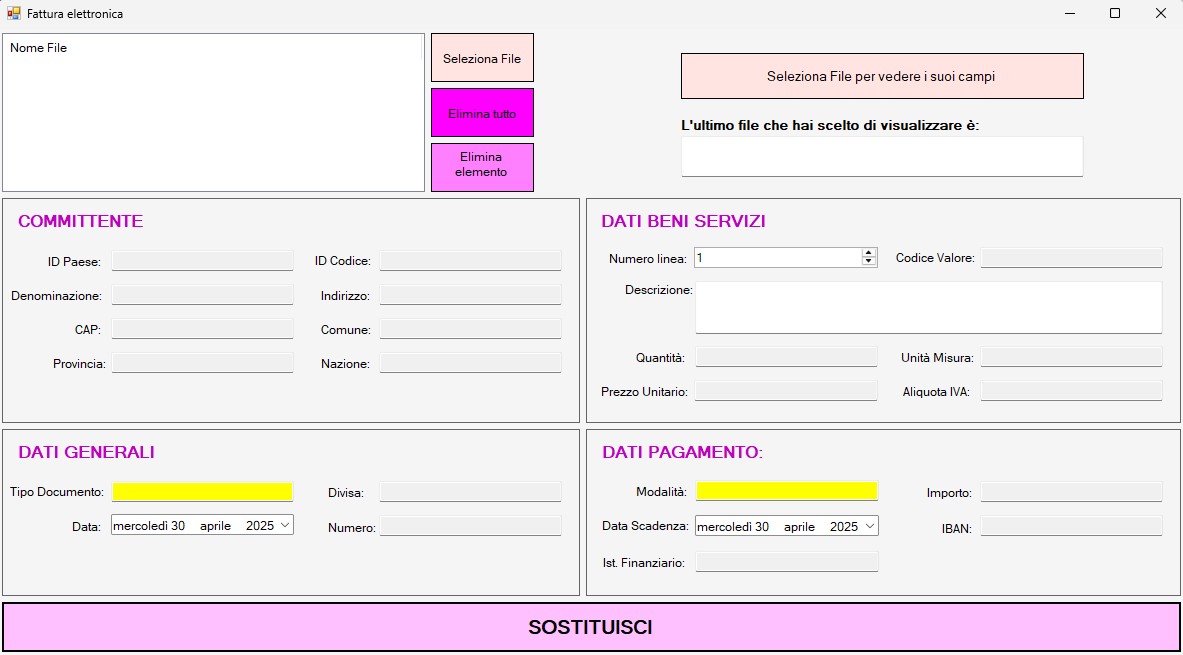 Fattura elettronica
Nome File
Seleziona File
Elimina tutto
Elimina
elemento
Seleziona File per vedere i suoi campi
L'ultimo file che hai scelto di visualizzare è:
COMMITTENTE
ID Paese:
ID Codice:
Denominazione:
Indirizzo:
CAP:
Comune:
Provincia:
Nazione:
DATI BENI SERVIZI
Numero linea: 1
Codice Valore:
Descrizione:
Quantità:
Unità Misura:
Prezzo Unitario:
Aliquota IVA:
DATI GENERALI
Tipo Documento:
Divisa:
Data: mercoledì 30 aprile 2025
Numero:
DATI PAGAMENTO:
Modalità:
Importo:
Data Scadenza: mercoledì 30 aprile 2025
IBAN:
Ist. Finanziario:
SOSTITUISCI